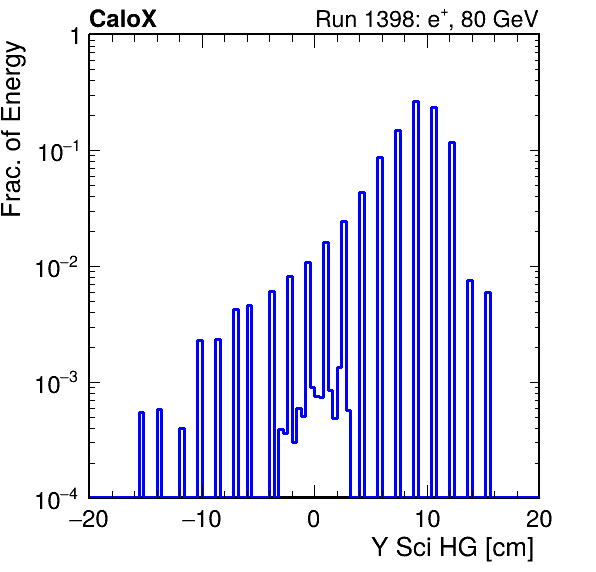 CaloX Run 1398: e⁺, 80 GeV
Frac. of Energy
1
10⁻¹
10⁻²
10⁻³
10⁻⁴
−20 −10 0 10 20
Y Sci HG [cm]